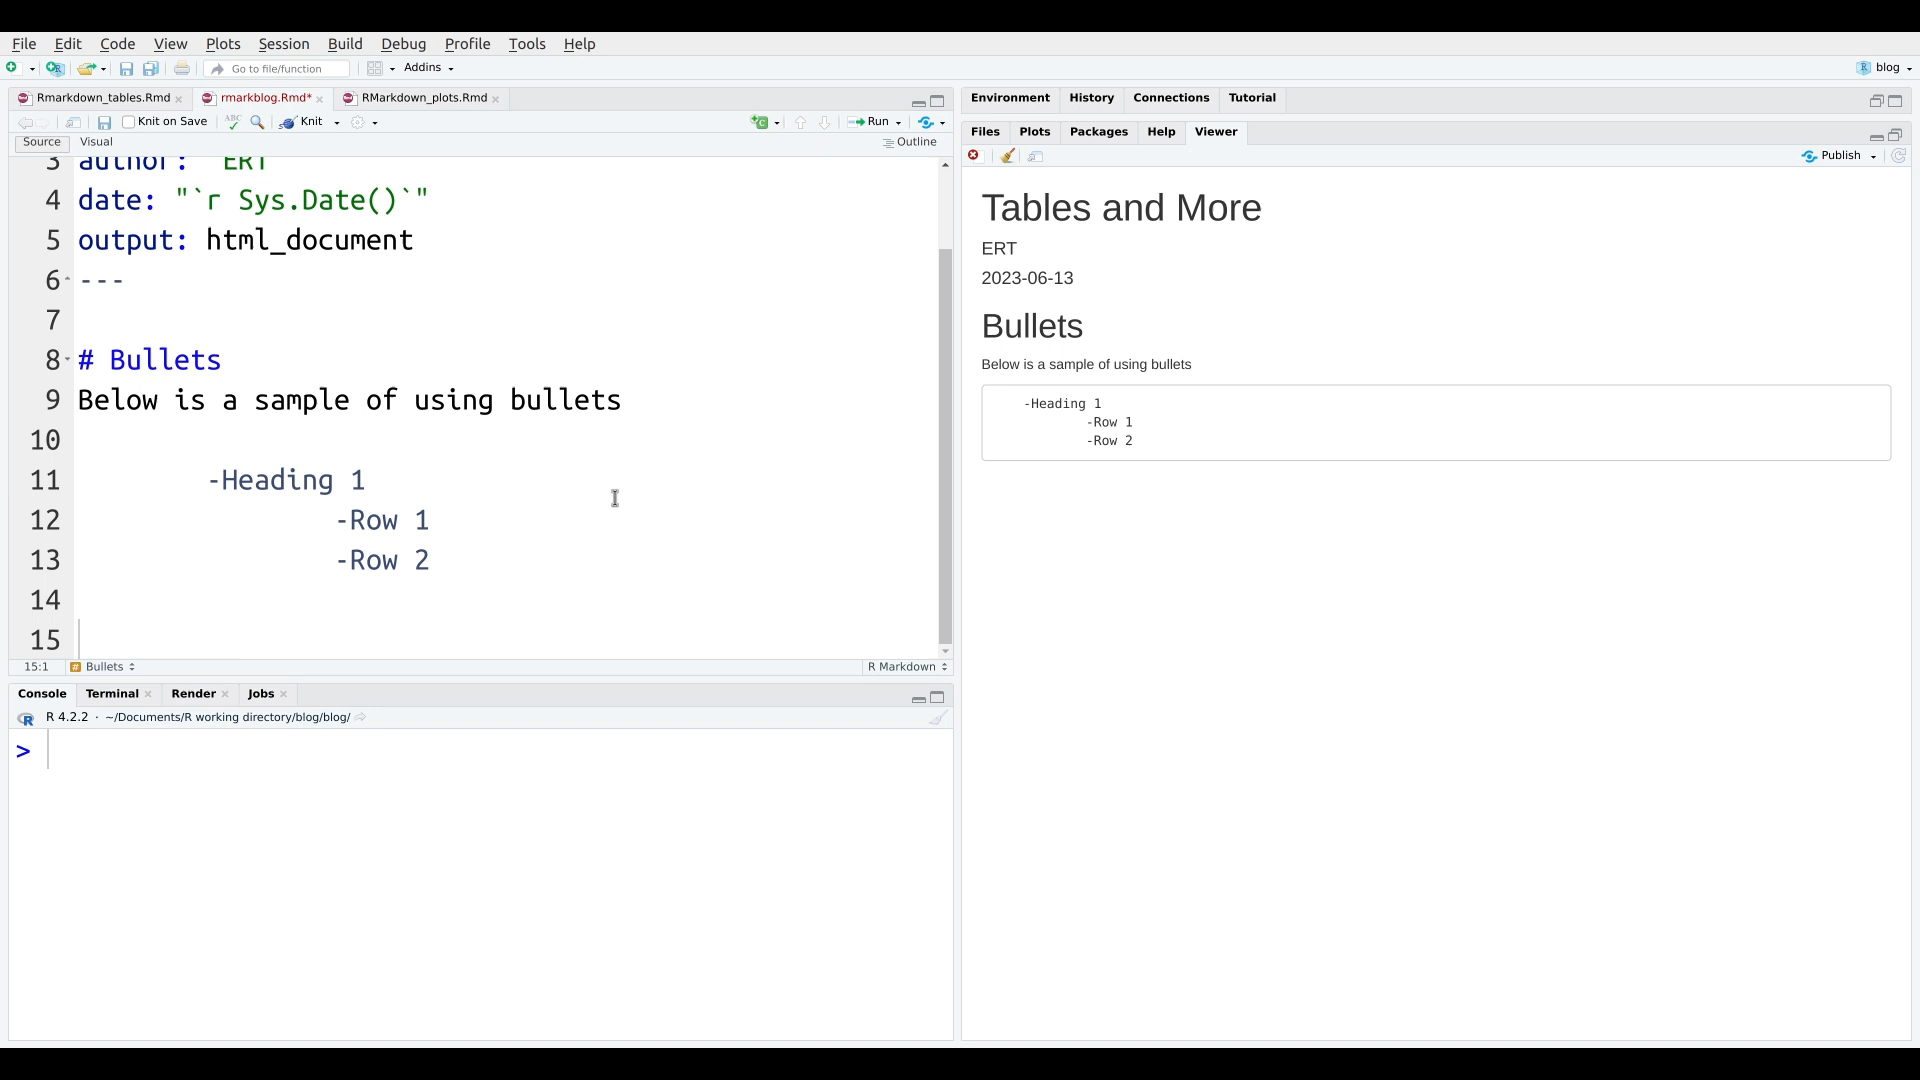 File Edit Code View Plots Session Build Debug Profile Tools Help
Go to file/function Addins blog
Rmarkdown_tables.Rmd rmarkblog.Rmd* RMarkdown_plots.Rmd
Knit on Save ABC Knit Run
Source Visual Outline
3 author: "ERT"
4 date: "`r Sys.Date()`"
5 output: html_document
6 ---
7
8 # Bullets
9 Below is a sample of using bullets
10
11 -Heading 1
12 -Row 1
13 -Row 2
14
15
15:1 # Bullets R Markdown
Console Terminal Render Jobs
R 4.2.2 · ~/Documents/R working directory/blog/blog/
>
Environment History Connections Tutorial
Files Plots Packages Help Viewer
Publish
Tables and More
ERT
2023-06-13
Bullets
Below is a sample of using bullets
-Heading 1
-Row 1
-Row 2